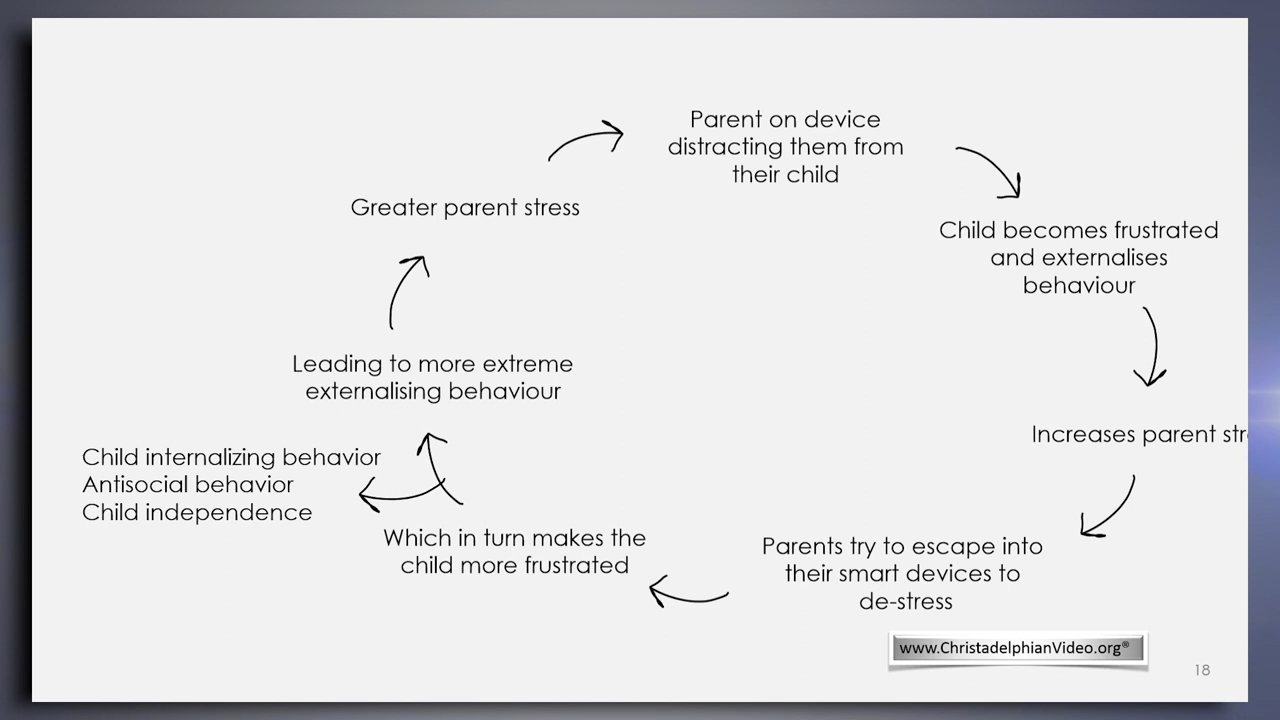 Parent on device
distracting them from
their child
Child becomes frustrated
and externalises
behaviour
Increases parent
Parents try to escape into
their smart devices to
de-stress
Which in turn makes the
child more frustrated
Child internalizing behavior
Antisocial behavior
Child independence
Leading to more extreme
externalising behaviour
Greater parent stress
www.ChristadelphianVideo.org®
18